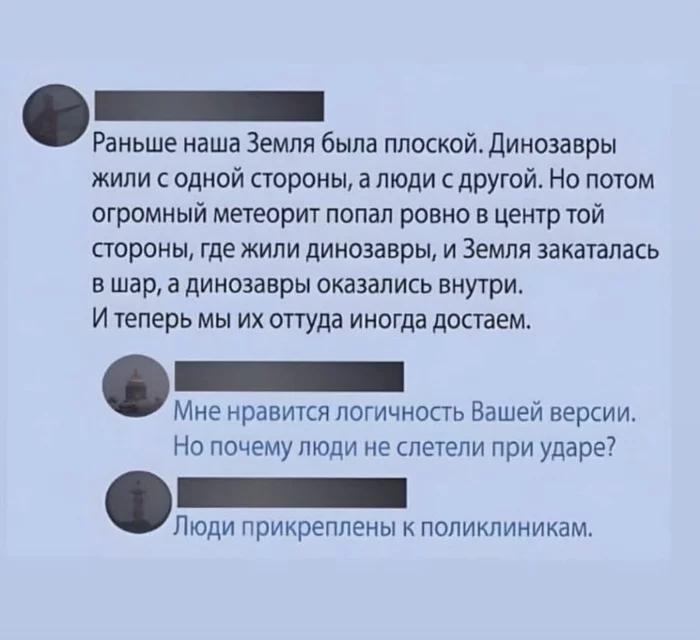 Раньше наша Земля была плоской. Динозавры
жили с одной стороны, а люди с другой. Но потом
огромный метеорит попал ровно в центр той
стороны, где жили динозавры, и Земля закаталась
в шар, а динозавры оказались внутри.
И теперь мы их оттуда иногда достаем.
Мне нравится логичность Вашей версии.
Но почему люди не слетели при ударе?
Люди прикреплены к поликлиникам.